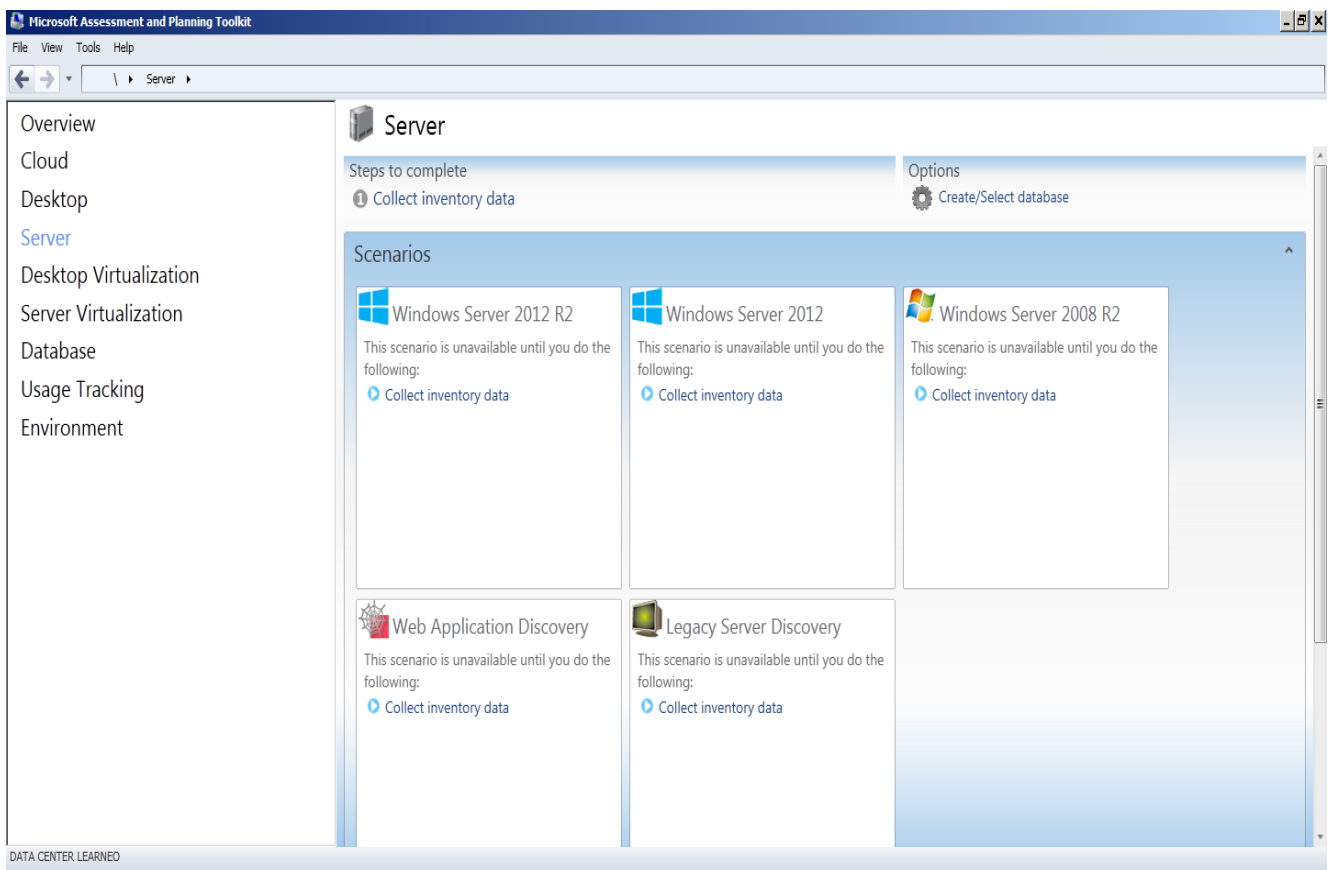 Microsoft Assessment and Planning Toolkit
File View Tools Help
\ Server
Overview
Cloud
Desktop
Server
Desktop Virtualization
Server Virtualization
Database
Usage Tracking
Environment
Server
Steps to complete
1 Collect inventory data
Options
Create/Select database
Scenarios
Windows Server 2012 R2
This scenario is unavailable until you do the
following:
Collect inventory data
Windows Server 2012
This scenario is unavailable until you do the
following:
Collect inventory data
Windows Server 2008 R2
This scenario is unavailable until you do the
following:
Collect inventory data
Web Application Discovery
This scenario is unavailable until you do the
following:
Collect inventory data
Legacy Server Discovery
This scenario is unavailable until you do the
following:
Collect inventory data
DATA CENTER LEARNEO